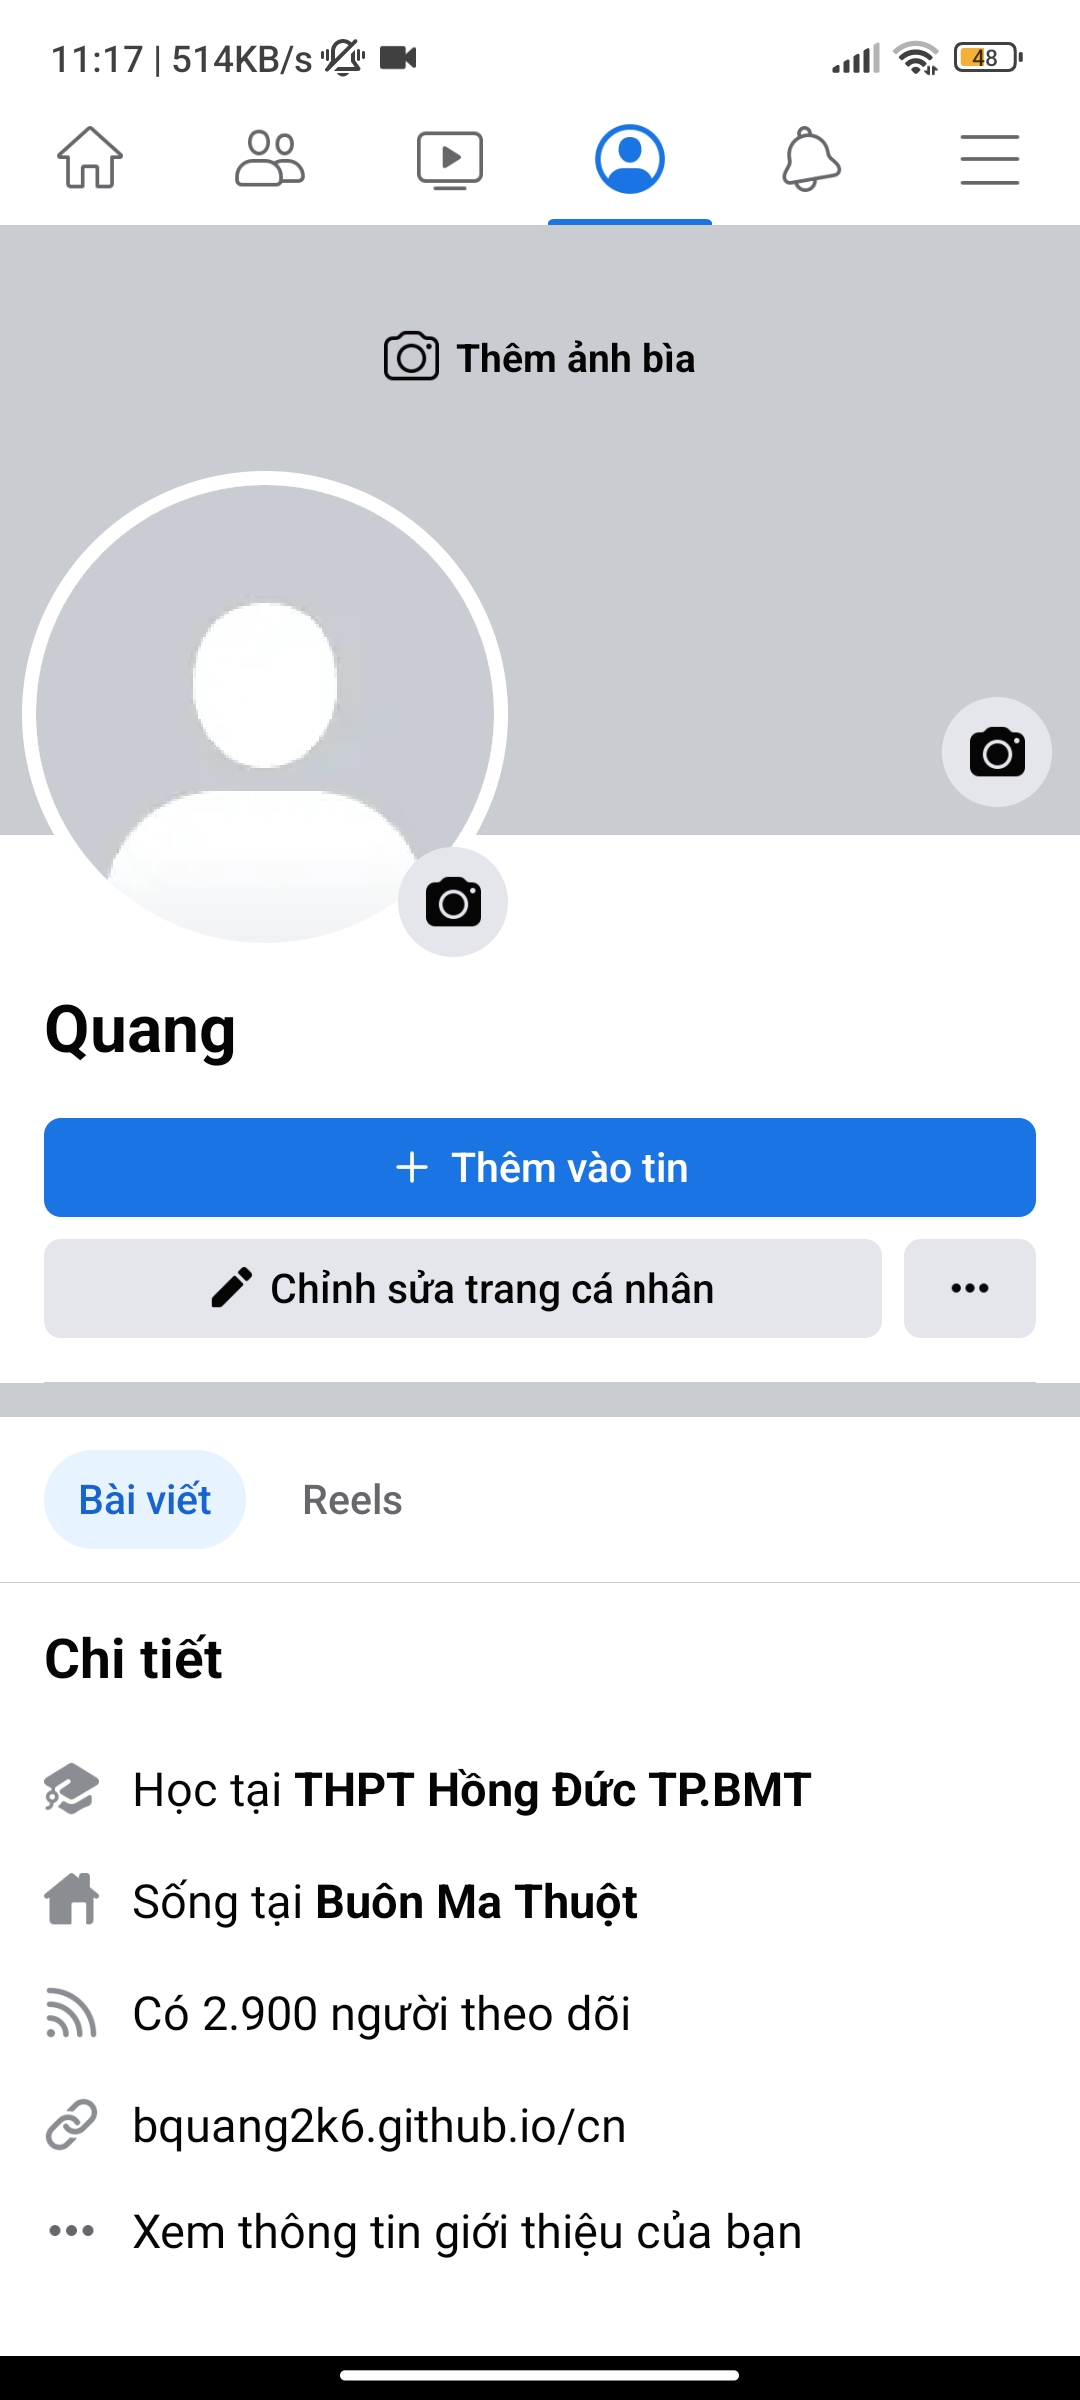 11:17 | 514KB/s
48
Thêm ảnh bìa
Quang
Thêm vào tin
Chỉnh sửa trang cá nhân
Bài viết
Reels
Chi tiết
Học tại THPT Hồng Đức TP.BMT
Sống tại Buôn Ma Thuột
Có 2.900 người theo dõi
bquang2k6.github.io/cn
Xem thông tin giới thiệu của bạn